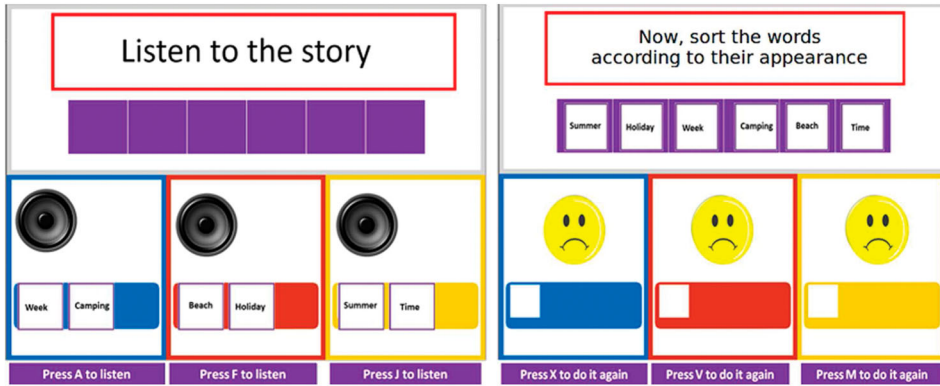 Listen to the story
Week
Camping
Beach
Holiday
Summer
Time
Press A to listen
Press F to listen
Press J to listen
Now, sort the words
according to their appearance
Summer
Holiday
Week
Camping
Beach
Time
Press X to do it again
Press V to do it again
Press M to do it again